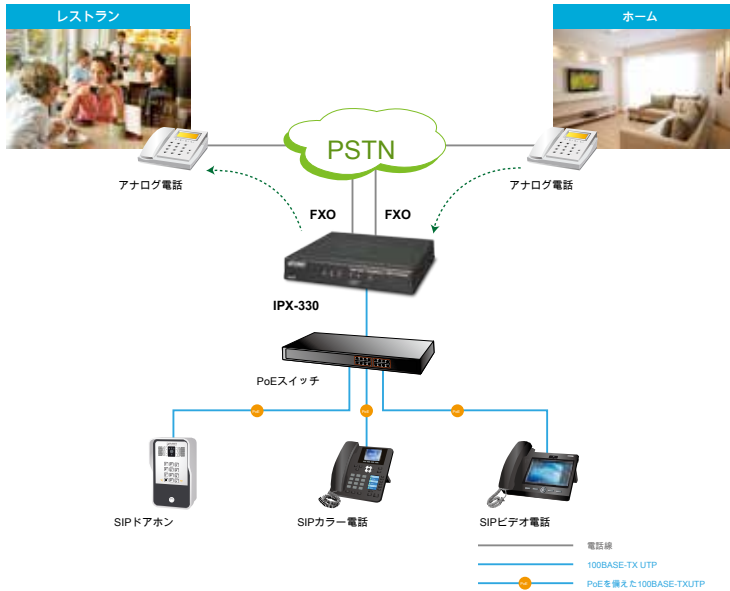 レストラン
ホーム
PSTN
アナログ電話
アナログ電話
FXO
FXO
IPX-330
PoEスイッチ
PoE
PoE
PoE
SIPドアホン
SIPカラー電話
SIPビデオ電話
電話線
100BASE-TX UTP
PoE
PoEを備えた100BASE-TXUTP